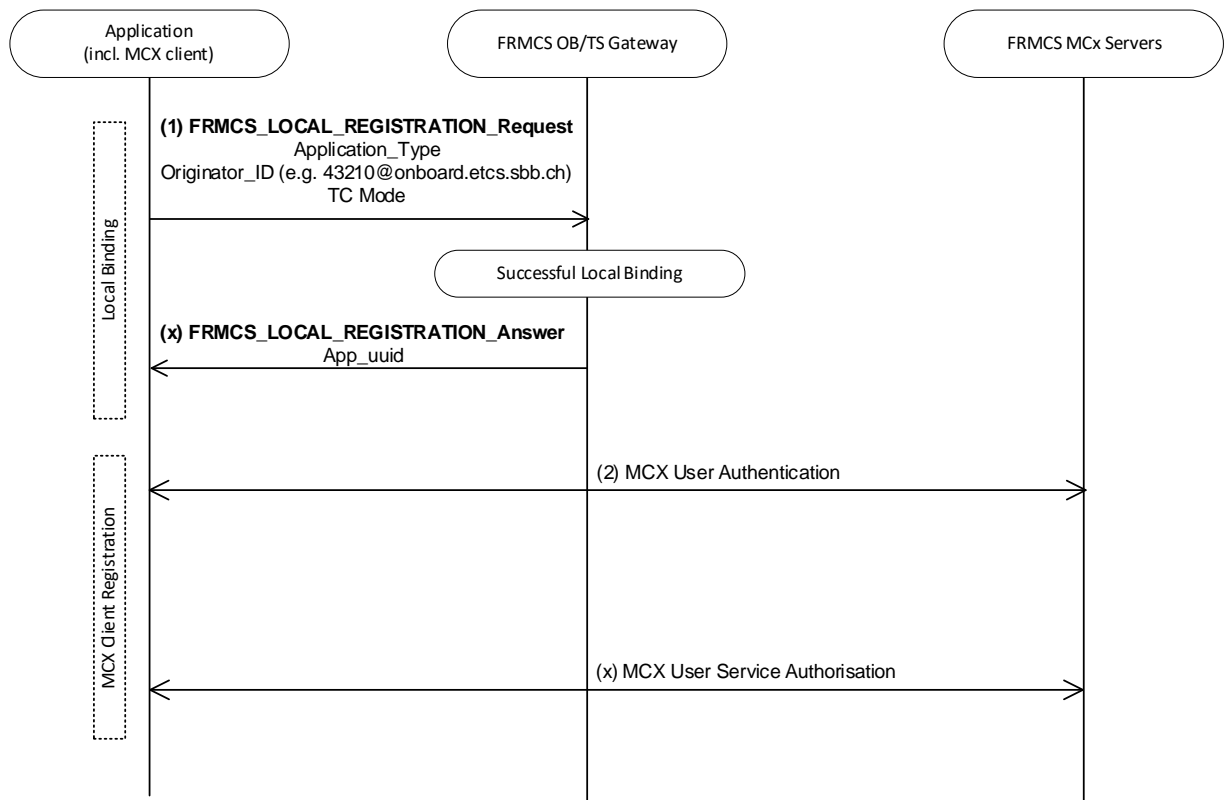 Application
(incl. MCX client)
FRMCS OB/TS Gateway
FRMCS MCx Servers
(1) FRMCS_LOCAL_REGISTRATION_Request
Application_Type
Originator_ID (e.g. 43210@onboard.etcs.sbb.ch)
TC Mode
Local Binding
Successful Local Binding
(x) FRMCS_LOCAL_REGISTRATION_Answer
App_uuid
MCX Client Registration
(2) MCX User Authentication
(x) MCX User Service Authorisation